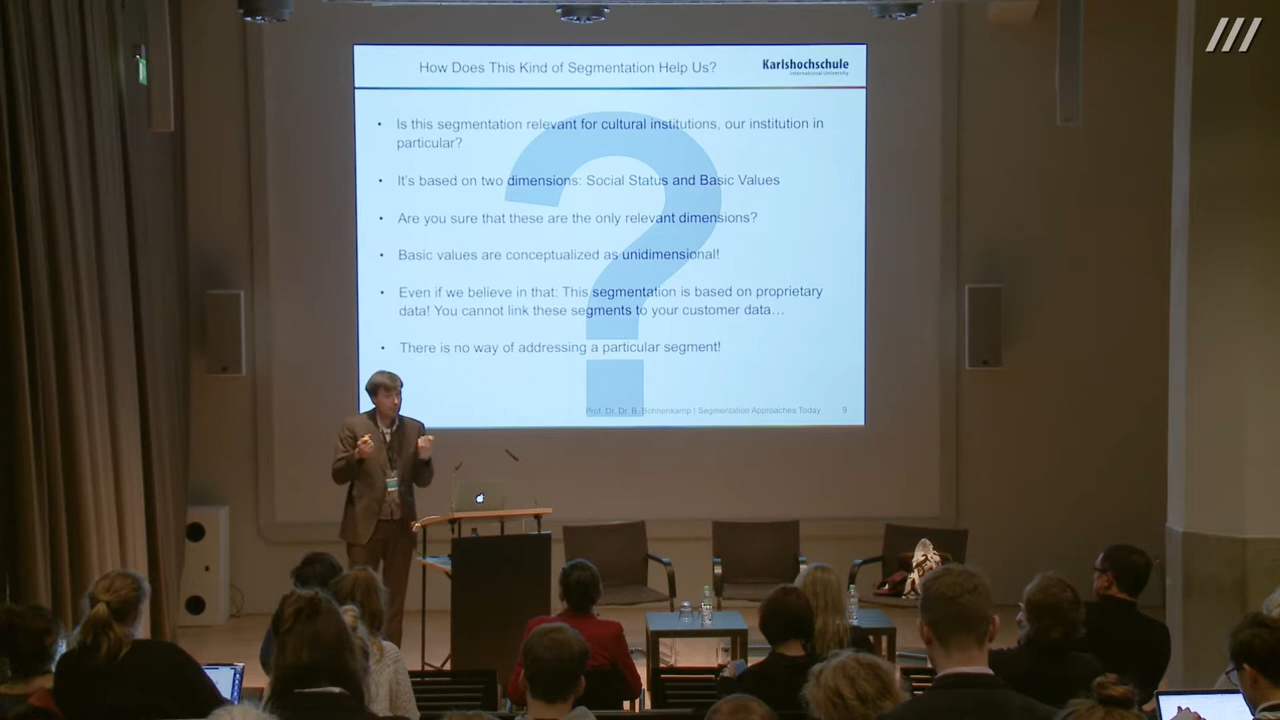 How Does This Kind of Segmentation Help Us?
Karlshochschule
International University
• Is this segmentation relevant for cultural institutions, our institution in
particular?
• It's based on two dimensions: Social Status and Basic Values
• Are you sure that these are the only relevant dimensions?
• Basic values are conceptualized as unidimensional!
• Even if we believe in that: This segmentation is based on proprietary
data! You cannot link these segments to your customer data…
• There is no way of addressing a particular segment!
Prof. Dr. Dr. B. Bohnenkamp | Segmentation Approaches Today 9